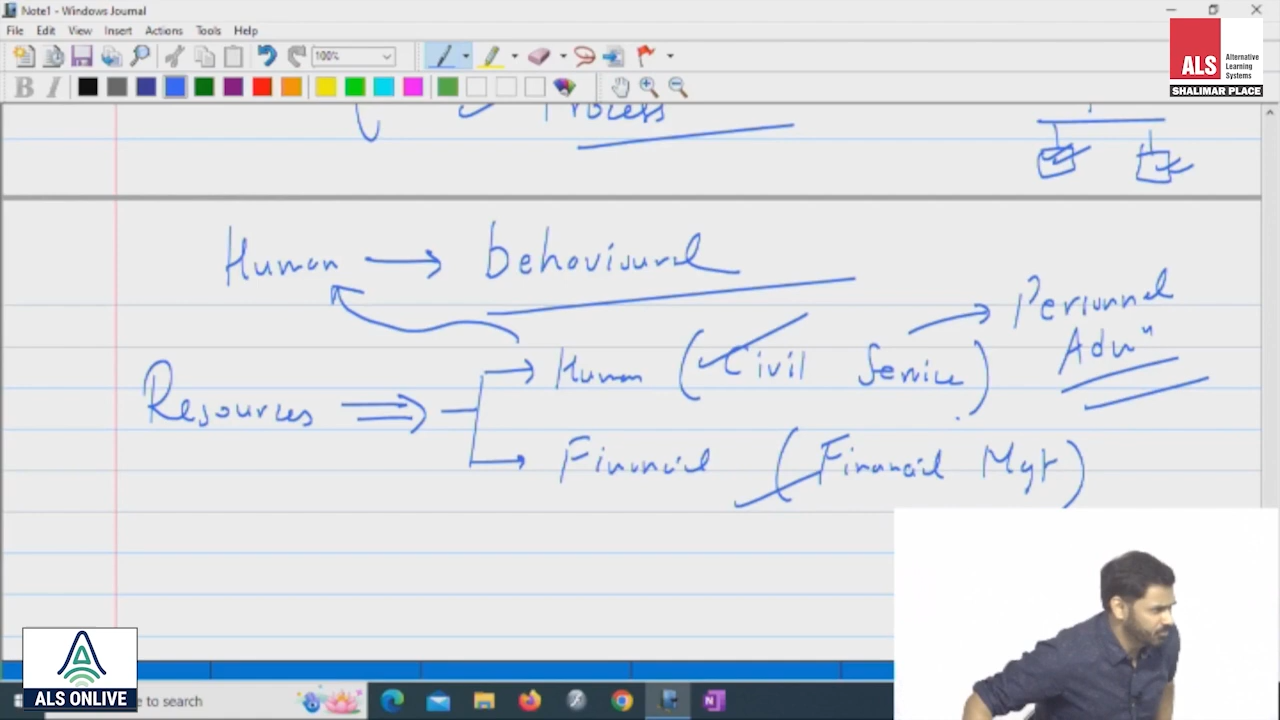 Note1 - Windows Journal
File Edit View Insert Actions Tools Help
100%
B I
ALS
Alternative
Learning
Systems
SHALIMAR PLACE
Process
Human → Behavioural
Resources ⇒
→ Human (Civil Service) → Personnel
Admn
→ Financial (Financial Mgt)
ALS ONLIVE
e to search